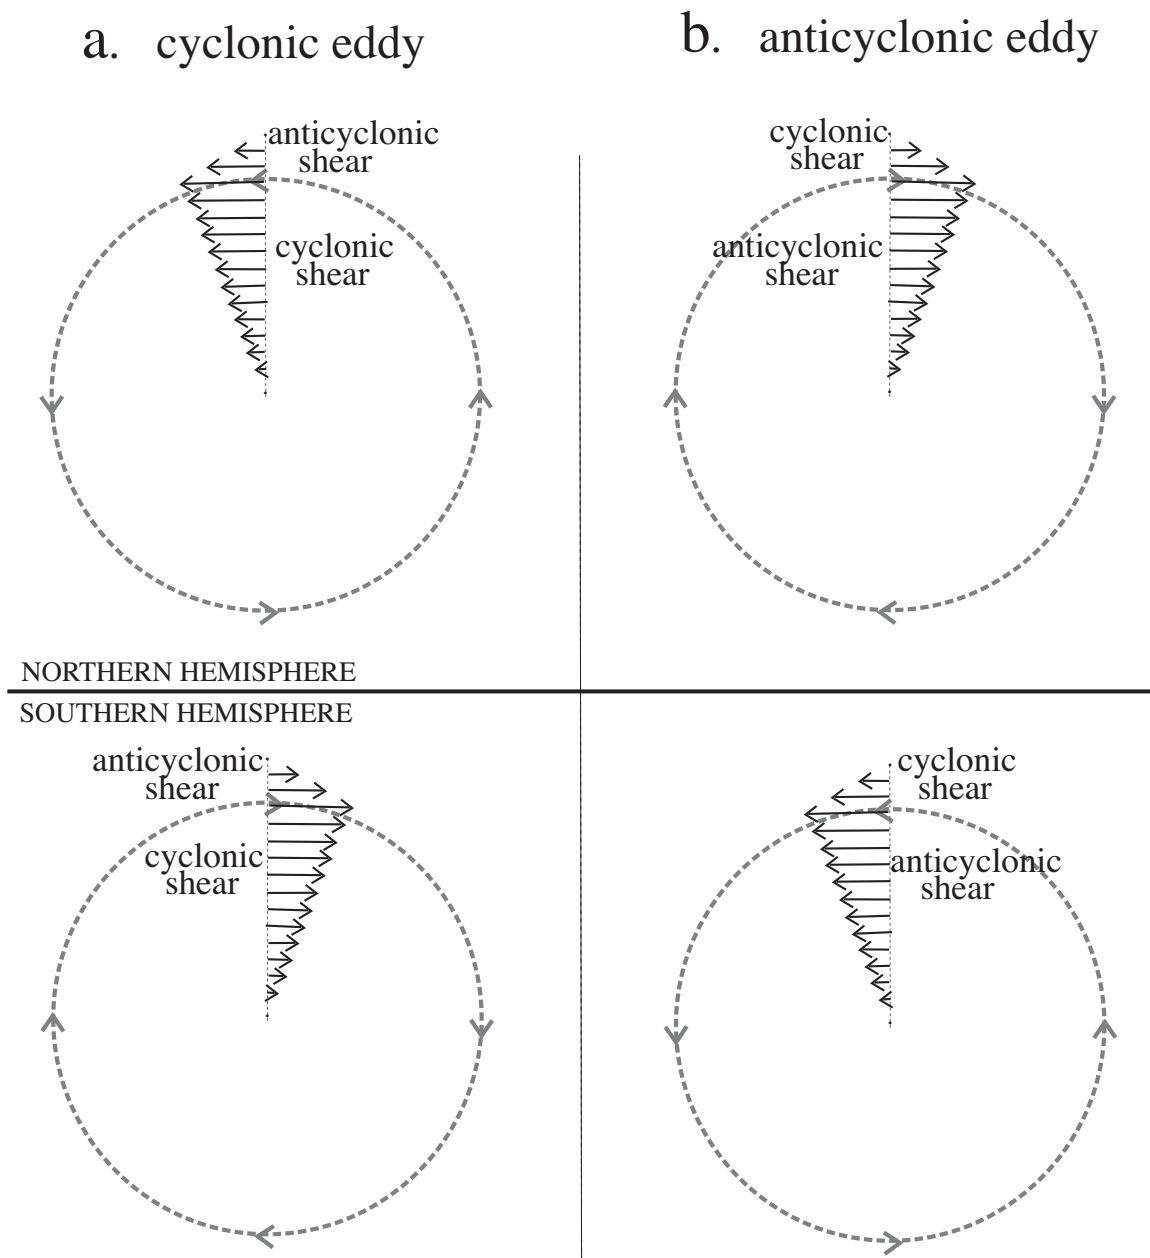 a. cyclonic eddy
b. anticyclonic eddy
anticyclonic
shear
cyclonic
shear
cyclonic
shear
anticyclonic
shear
NORTHERN HEMISPHERE
SOUTHERN HEMISPHERE
anticyclonic
shear
cyclonic
shear
cyclonic
shear
anticyclonic
shear